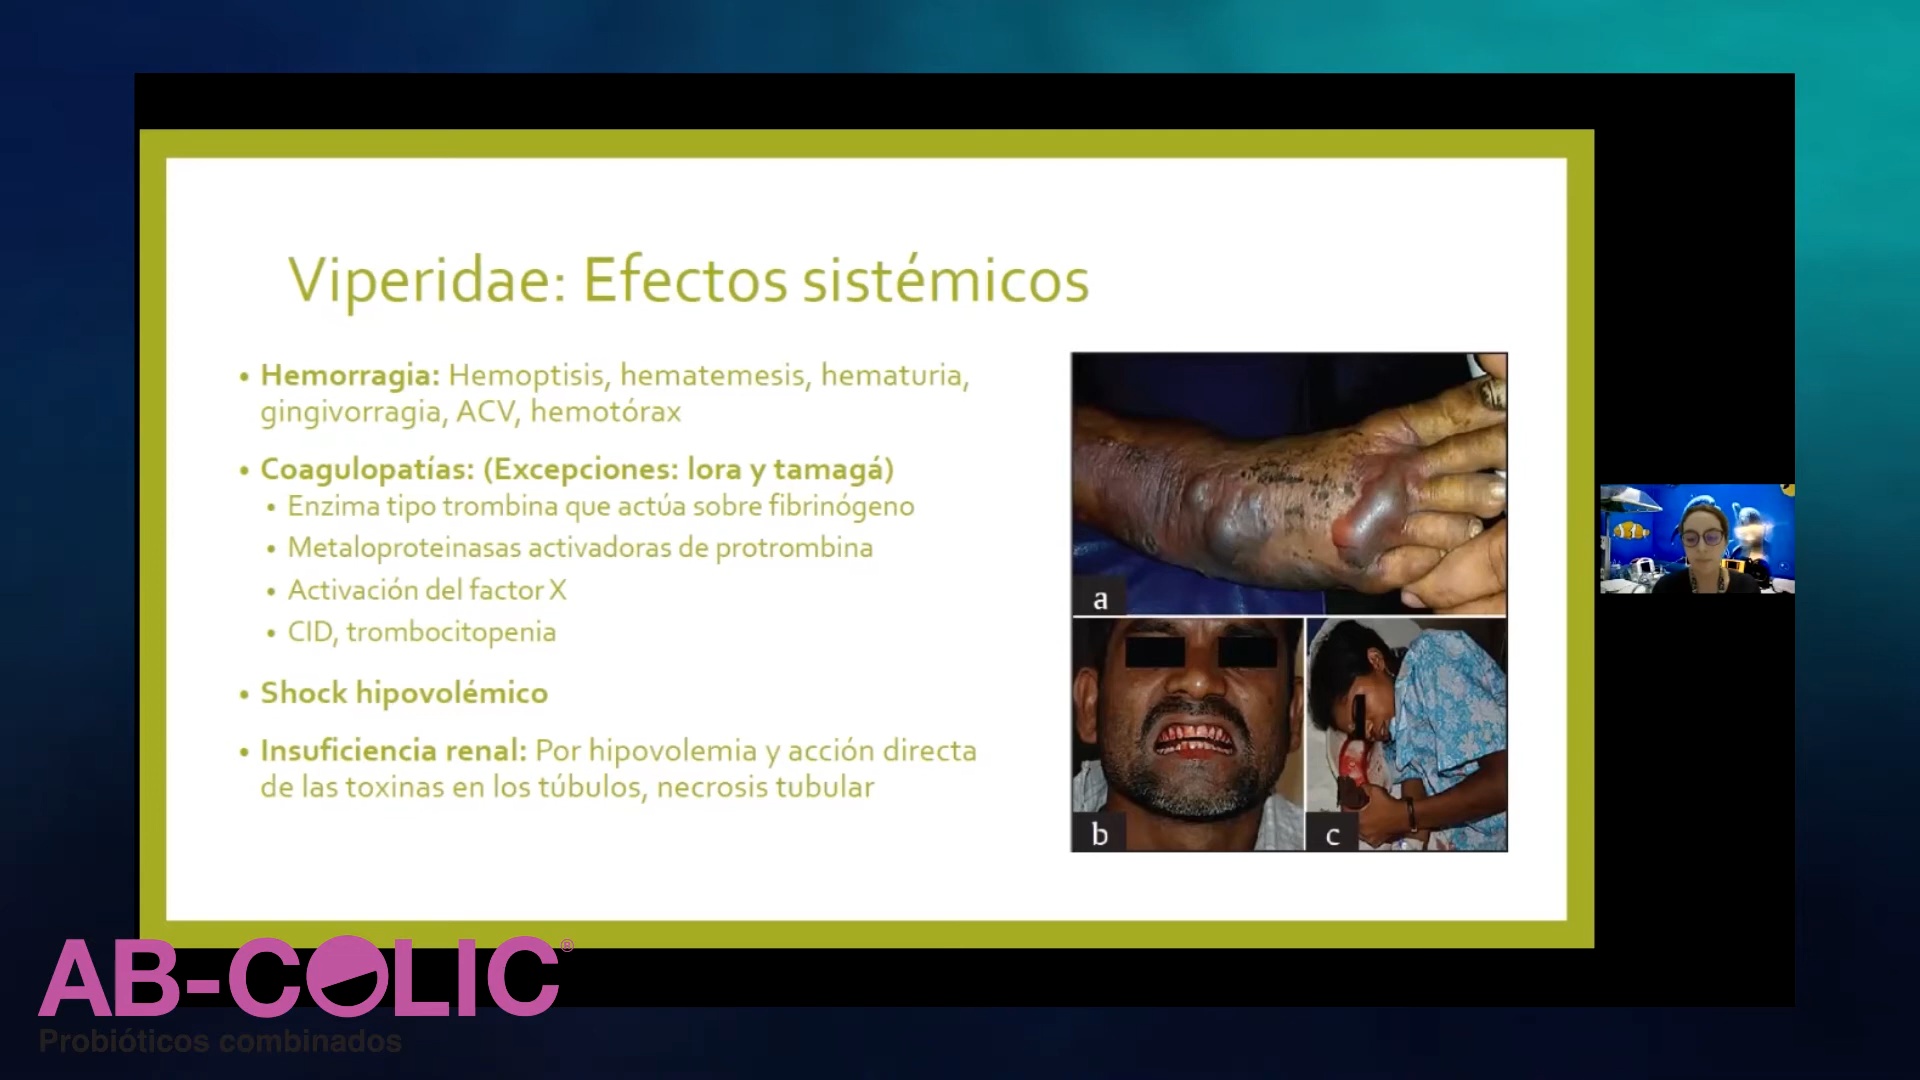 Viperidae: Efectos sistémicos
• Hemorragia: Hemoptisis, hematemesis, hematuria,
gingivorragia, ACV, hemotórax
• Coagulopatías: (Excepciones: lora y tamagá)
• Enzima tipo trombina que actúa sobre fibrinógeno
• Metaloproteinasas activadoras de protrombina
• Activación del factor X
• CID, trombocitopenia
• Shock hipovolémico
• Insuficiencia renal: Por hipovolemia y acción directa
de las toxinas en los túbulos, necrosis tubular
a
b
c
AB-COLIC®
Probióticos combinados